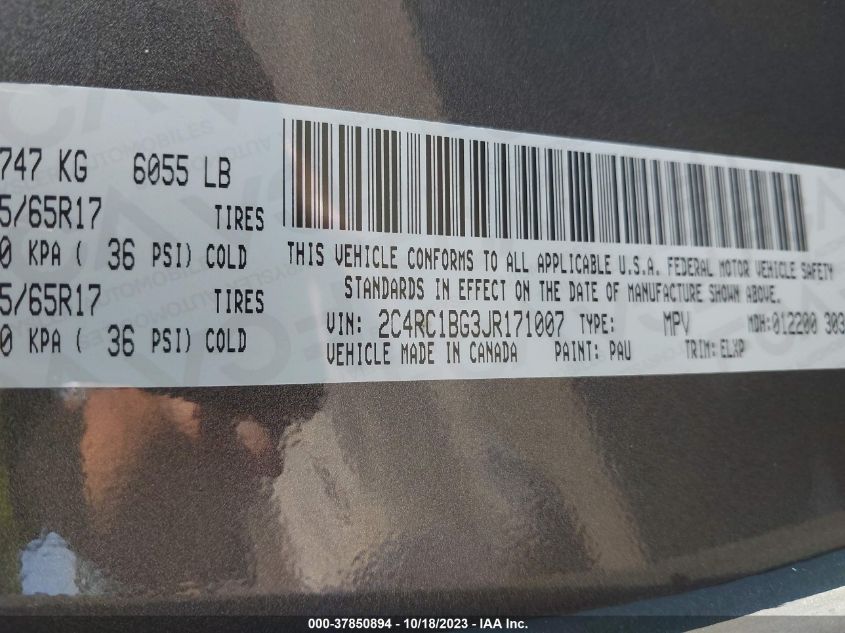 747 KG 6055 LB
5/65R17 TIRES
0 KPA ( 36 PSI) COLD
5/65R17 TIRES
0 KPA ( 36 PSI) COLD
THIS VEHICLE CONFORMS TO ALL APPLICABLE U.S.A. FEDERAL MOTOR VEHICLE SAFETY
STANDARDS IN EFFECT ON THE DATE OF MANUFACTURE SHOWN ABOVE.
VIN: 2C4RC1BG3JR171007 TYPE: MPV MDH:012200 303
VEHICLE MADE IN CANADA PAINT: PAU TRIM: ELXP
000-37850894 - 10/18/2023 - IAA Inc.